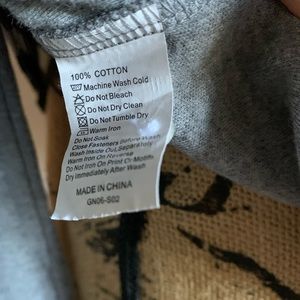 100% COTTON
Machine Wash Cold
Do Not Bleach
Do Not Dry Clean
Do Not Tumble Dry
Warm Iron
Do Not Soak
Close Fasteners Before Wash
Wash Inside Out, Separately
Warm Iron On Reverse
Do Not Iron On Print Or Motifs
Dry Immediately After Wash
MADE IN CHINA
GN06-S02